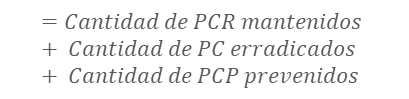 = Cantidad de PCR mantenidos
+ Cantidad de PC erradicados
+ Cantidad de PCP prevenidos